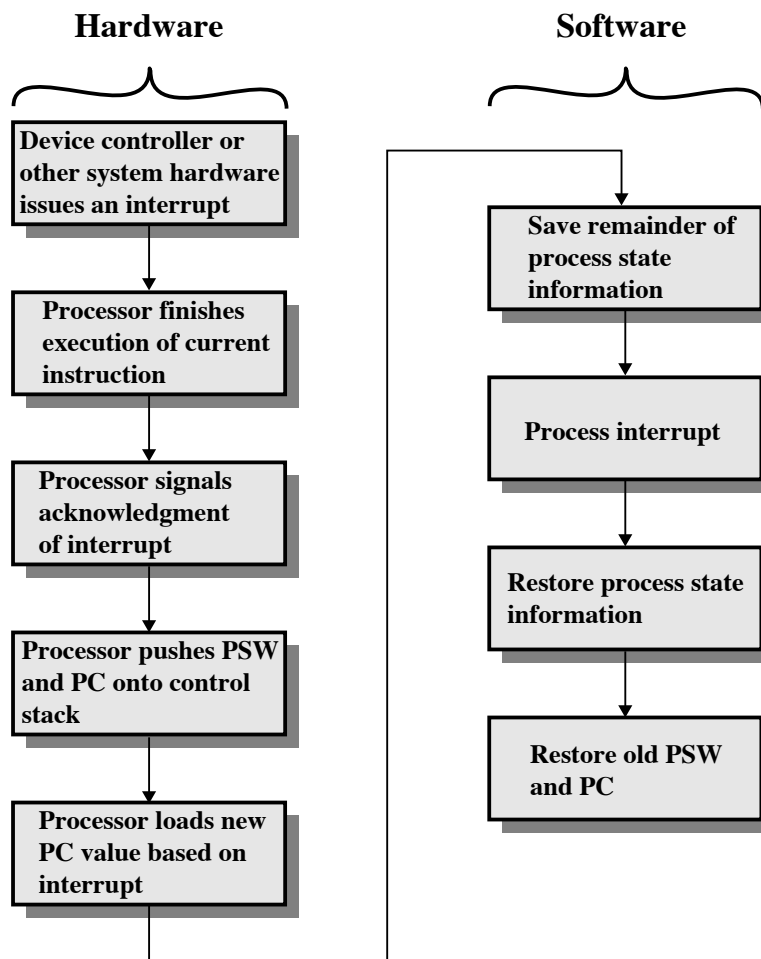 Hardware
Device controller or
other system hardware
issues an interrupt
Processor finishes
execution of current
instruction
Processor signals
acknowledgment
of interrupt
Processor pushes PSW
and PC onto control
stack
Processor loads new
PC value based on
interrupt
Software
Save remainder of
process state
information
Process interrupt
Restore process state
information
Restore old PSW
and PC